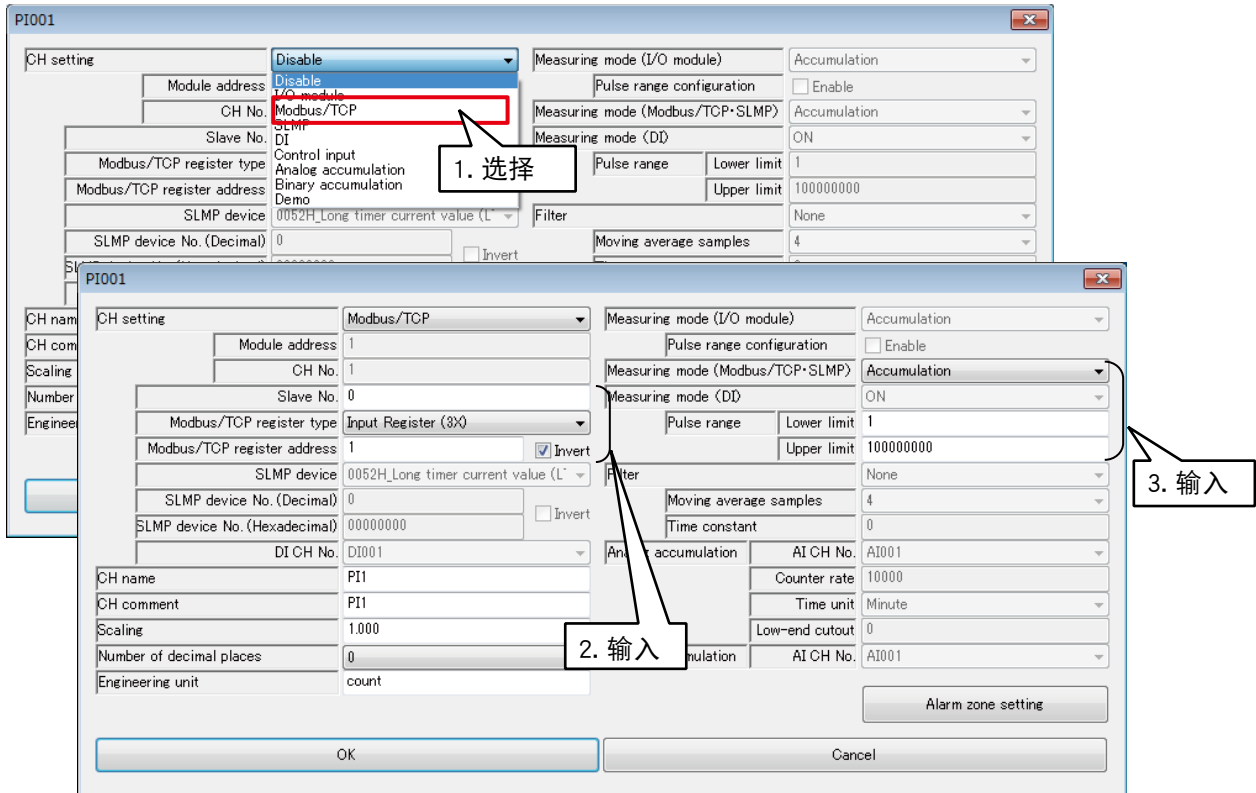 PI001
CH setting
Disable
Disable
I/O module
Modbus/TCP
SLMP
DI
Control input
Analog accumulation
Binary accumulation
Demo
Module address
CH No.
Slave No.
Modbus/TCP register type
Modbus/TCP register address
SLMP device 0052H_Long timer current value (L
SLMP device No. (Decimal) 0
Invert
1. 选择
Measuring mode (I/O module) Accumulation
Pulse range configuration Enable
Measuring mode (Modbus/TCP・SLMP) Accumulation
Measuring mode (DI) ON
Pulse range Lower limit 1
Upper limit 100000000
Filter None
Moving average samples 4
CH nam
CH com
Scaling
Number
Enginee
PI001
CH setting Modbus/TCP
Module address 1
CH No. 1
Slave No. 0
Modbus/TCP register type Input Register (3X)
Modbus/TCP register address 1 Invert
SLMP device 0052H_Long timer current value (L
SLMP device No. (Decimal) 0
Invert
SLMP device No. (Hexadecimal) 00000000
DI CH No. DI001
CH name PI1
CH comment PI1
Scaling 1.000
Number of decimal places 0
Engineering unit count
2. 输入
Measuring mode (I/O module) Accumulation
Pulse range configuration Enable
Measuring mode (Modbus/TCP・SLMP) Accumulation
Measuring mode (DI) ON
Pulse range Lower limit 1
Upper limit 100000000
Filter None
Moving average samples 4
Time constant 0
Analog accumulation AI CH No. AI001
Counter rate 10000
Time unit Minute
Low-end cutout 0
mulation AI CH No. AI001
3. 输入
Alarm zone setting
OK
Cancel